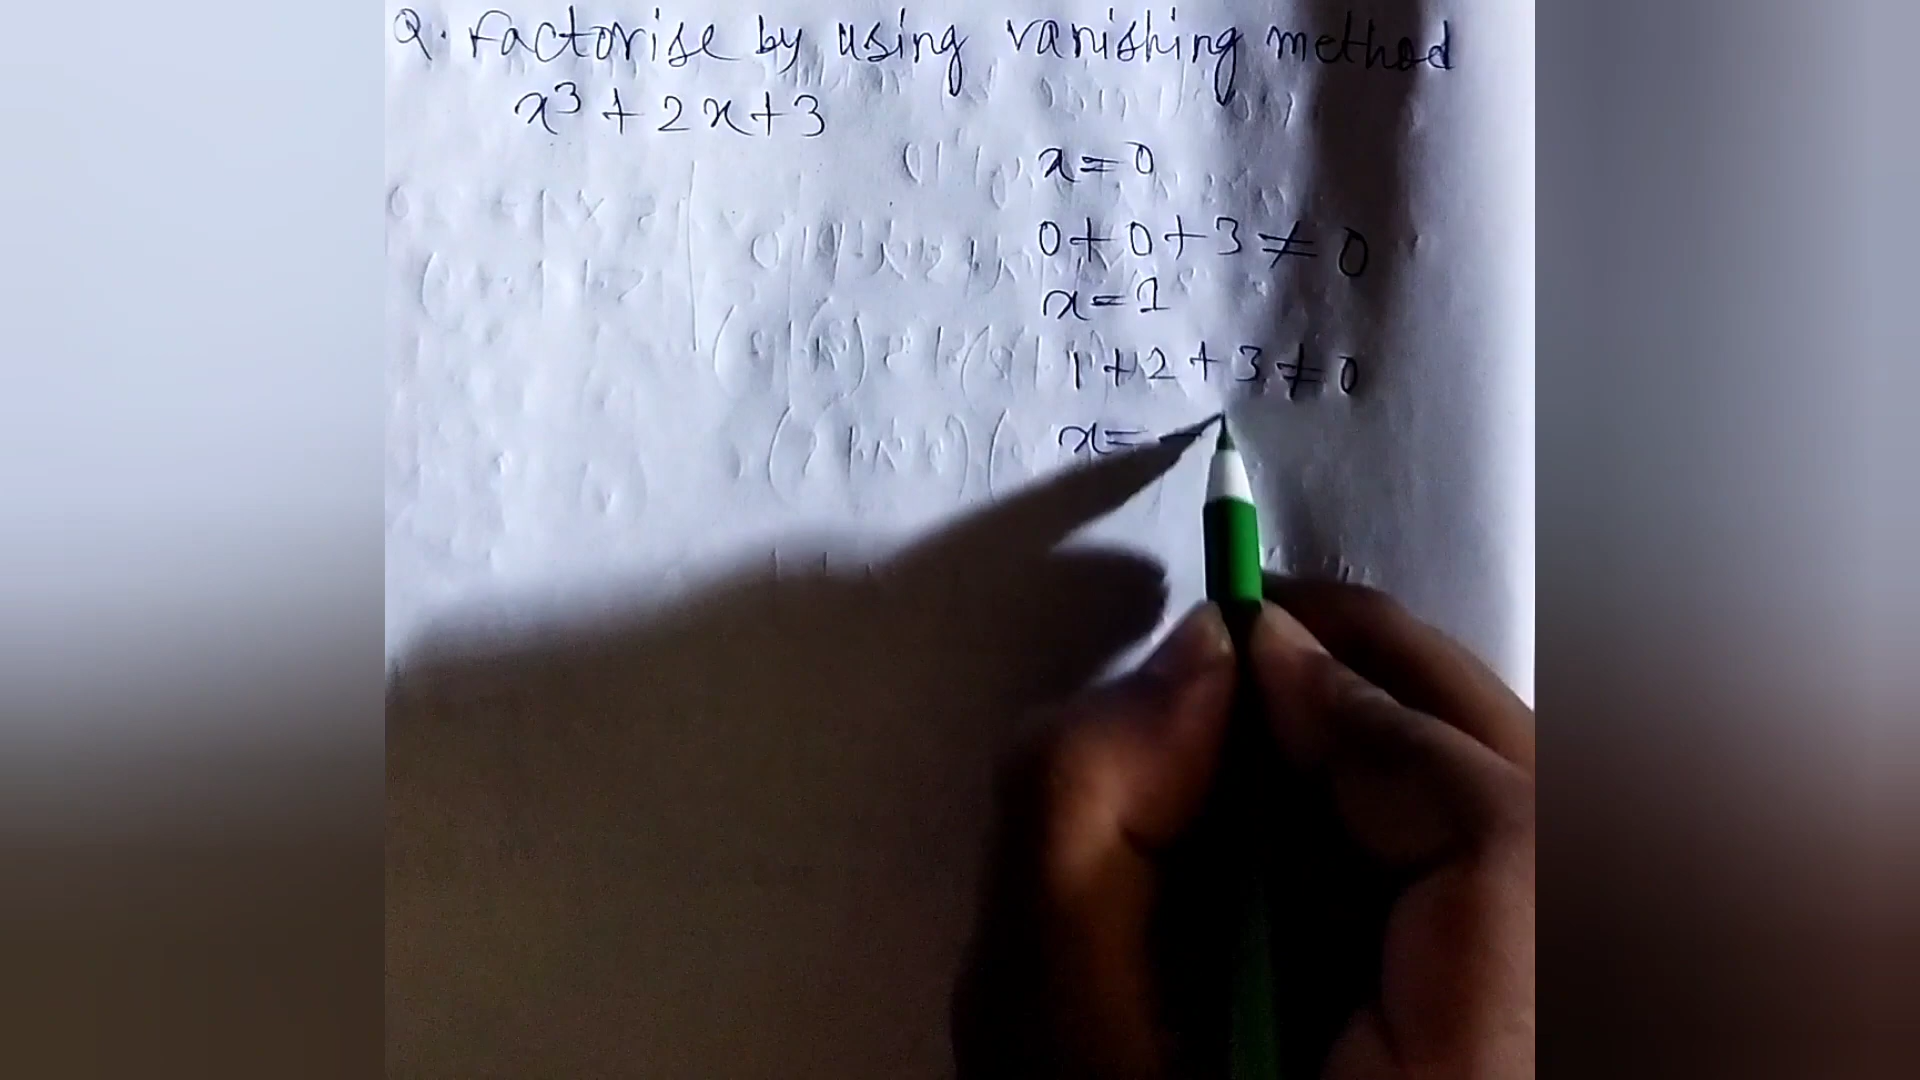 Q. Factorise by using vanishing method
x³ + 2x + 3
x = 0
0 + 0 + 3 ≠ 0
x = 1
1 + 2 + 3 ≠ 0
x = -